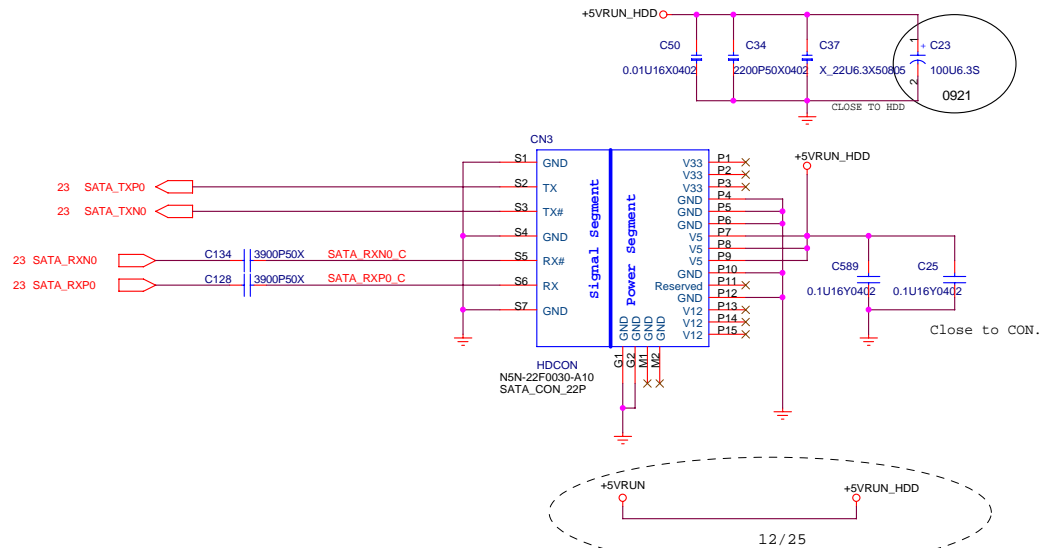 +5VRUN_HDD
C50
0.01U16X0402
C34
2200P50X0402
C37
X_22U6.3X50805
1
+
2
C23
100U6.3S
0921
CLOSE TO HDD
CN3
23 SATA_TXP0
23 SATA_TXN0
23 SATA_RXN0
C134
3900P50X
SATA_RXN0_C
23 SATA_RXP0
C128
3900P50X
SATA_RXP0_C
S1 GND
S2 TX
S3 TX#
S4 GND
S5 RX#
S6 RX
S7 GND
Signal Segment
Power Segment
V33 P1
V33 P2
V33 P3
GND P4
GND P5
GND P6
V5 P7
V5 P8
V5 P9
GND P10
Reserved P11
GND P12
V12 P13
V12 P14
V12 P15
GND G1
GND G2
GND M1
GND M2
HDCON
N5N-22F0030-A10
SATA_CON_22P
+5VRUN_HDD
C589
0.1U16Y0402
C25
0.1U16Y0402
Close to CON.
+5VRUN
+5VRUN_HDD
12/25